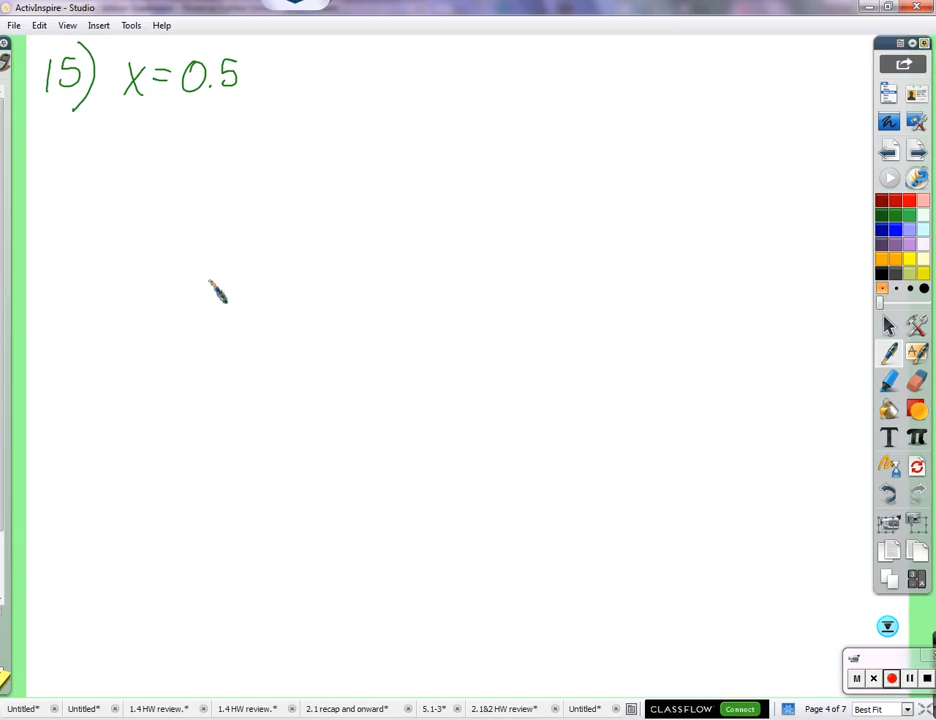 ActivInspire - Studio
File Edit View Insert Tools Help
15) x=0.5
Untitled* Untitled* 1.4 HW review.* 1.4 HW review.* 2.1 recap and onward* 5.1-3* 2.1&2 HW review* Untitled* CLASSFLOW Connect Page 4 of 7 Best Fit
M